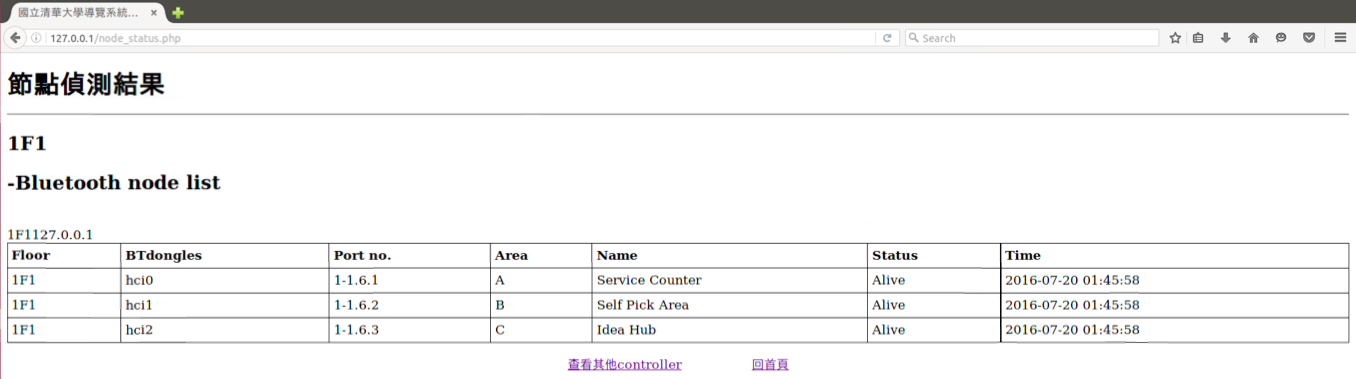 國立清華大學導覽系統...
127.0.0.1/node_status.php
Search
節點偵測結果
1F1
-Bluetooth node list
1F1127.0.0.1
Floor BTdongles Port no. Area Name Status Time
1F1 hci0 1-1.6.1 A Service Counter Alive 2016-07-20 01:45:58
1F1 hci1 1-1.6.2 B Self Pick Area Alive 2016-07-20 01:45:58
1F1 hci2 1-1.6.3 C Idea Hub Alive 2016-07-20 01:45:58
查看其他controller 回首頁